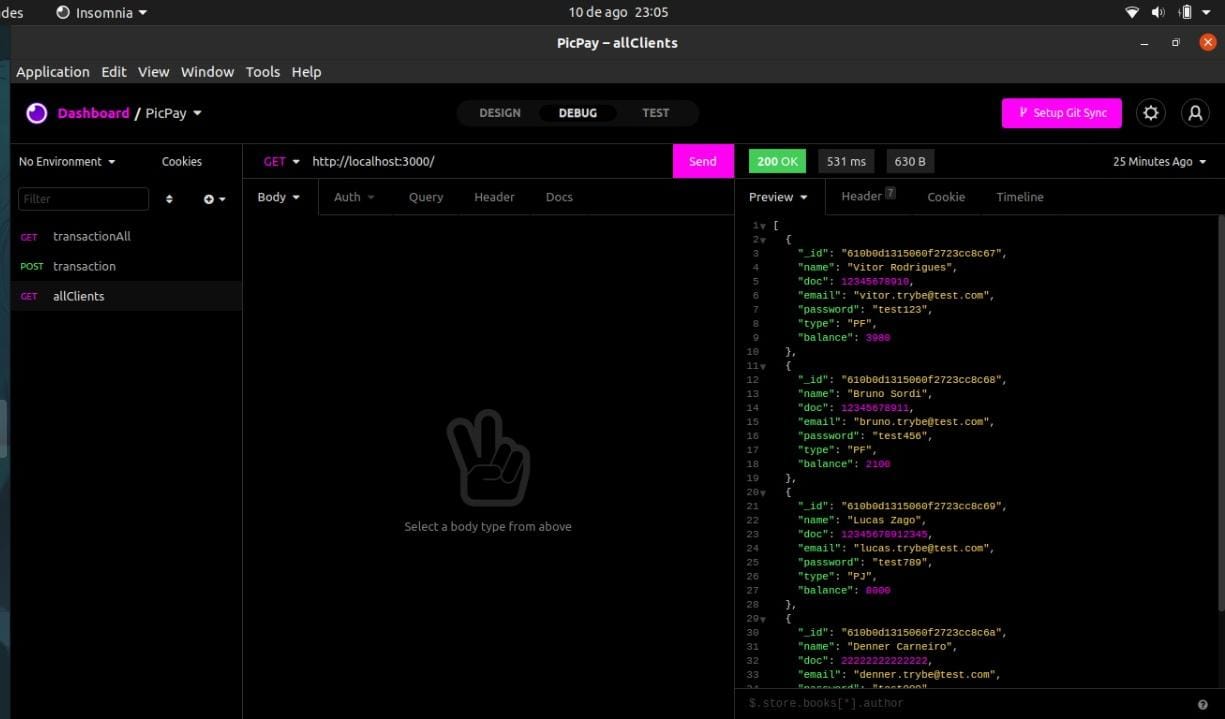 des Insomnia 10 de ago 23:05
PicPay – allClients
Application Edit View Window Tools Help
Dashboard / PicPay DESIGN DEBUG TEST Setup Git Sync
No Environment Cookies GET http://localhost:3000/ Send 200 OK 531 ms 630 B 25 Minutes Ago
Filter Body Auth Query Header Docs Preview Header 7 Cookie Timeline
GET transactionAll
POST transaction
GET allClients
Select a body type from above
1 [
2 {
3 "_id": "610b0d1315060f2723cc8c67",
4 "name": "Vitor Rodrigues",
5 "doc": 12345678910,
6 "email": "vitor.trybe@test.com",
7 "password": "test123",
8 "type": "PF",
9 "balance": 3980
10 },
11 {
12 "_id": "610b0d1315060f2723cc8c68",
13 "name": "Bruno Sordi",
14 "doc": 12345678911,
15 "email": "bruno.trybe@test.com",
16 "password": "test456",
17 "type": "PF",
18 "balance": 2100
19 },
20 {
21 "_id": "610b0d1315060f2723cc8c69",
22 "name": "Lucas Zago",
23 "doc": 12345678912345,
24 "email": "lucas.trybe@test.com",
25 "password": "test789",
26 "type": "PJ",
27 "balance": 8000
28 },
29 {
30 "_id": "610b0d1315060f2723cc8c6a",
31 "name": "Denner Carneiro",
32 "doc": 22222222222222,
33 "email": "denner.trybe@test.com",
$.store.books[*].author